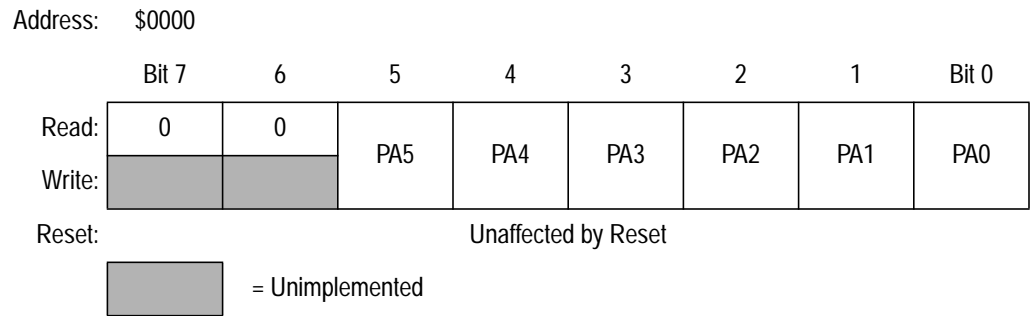 Address: $0000
Bit 7 6 5 4 3 2 1 Bit 0
Read: 0 0 PA5 PA4 PA3 PA2 PA1 PA0
Write:
Reset: Unaffected by Reset
= Unimplemented